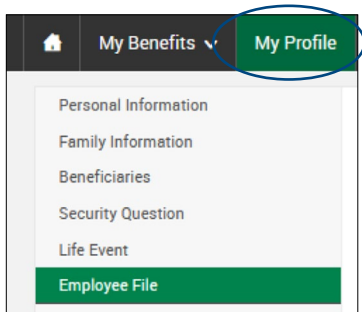 My Benefits My Profile
Personal Information
Family Information
Beneficiaries
Security Question
Life Event
Employee File